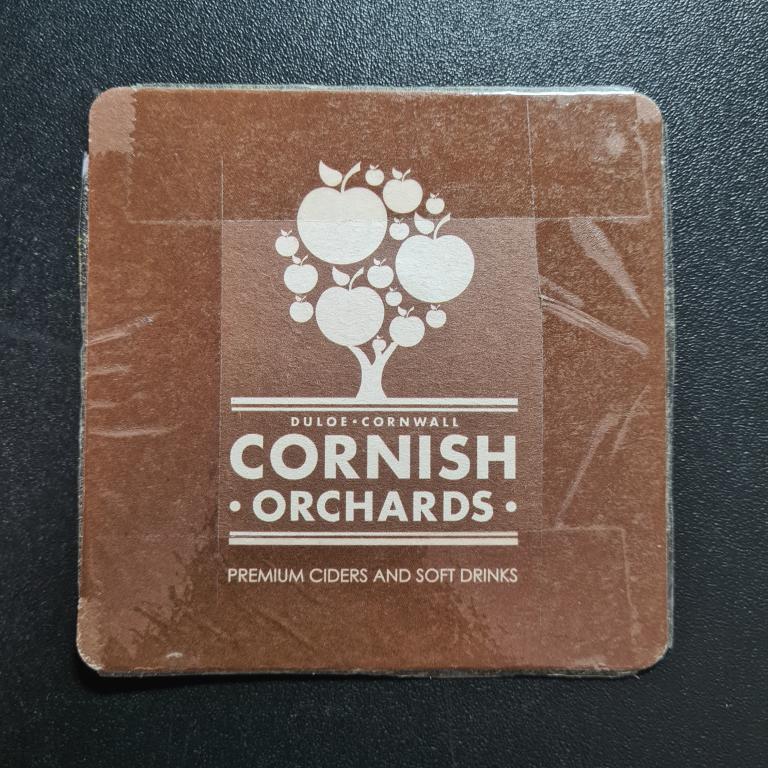 DULOE•CORNWALL
CORNISH
•ORCHARDS•
PREMIUM CIDERS AND SOFT DRINKS